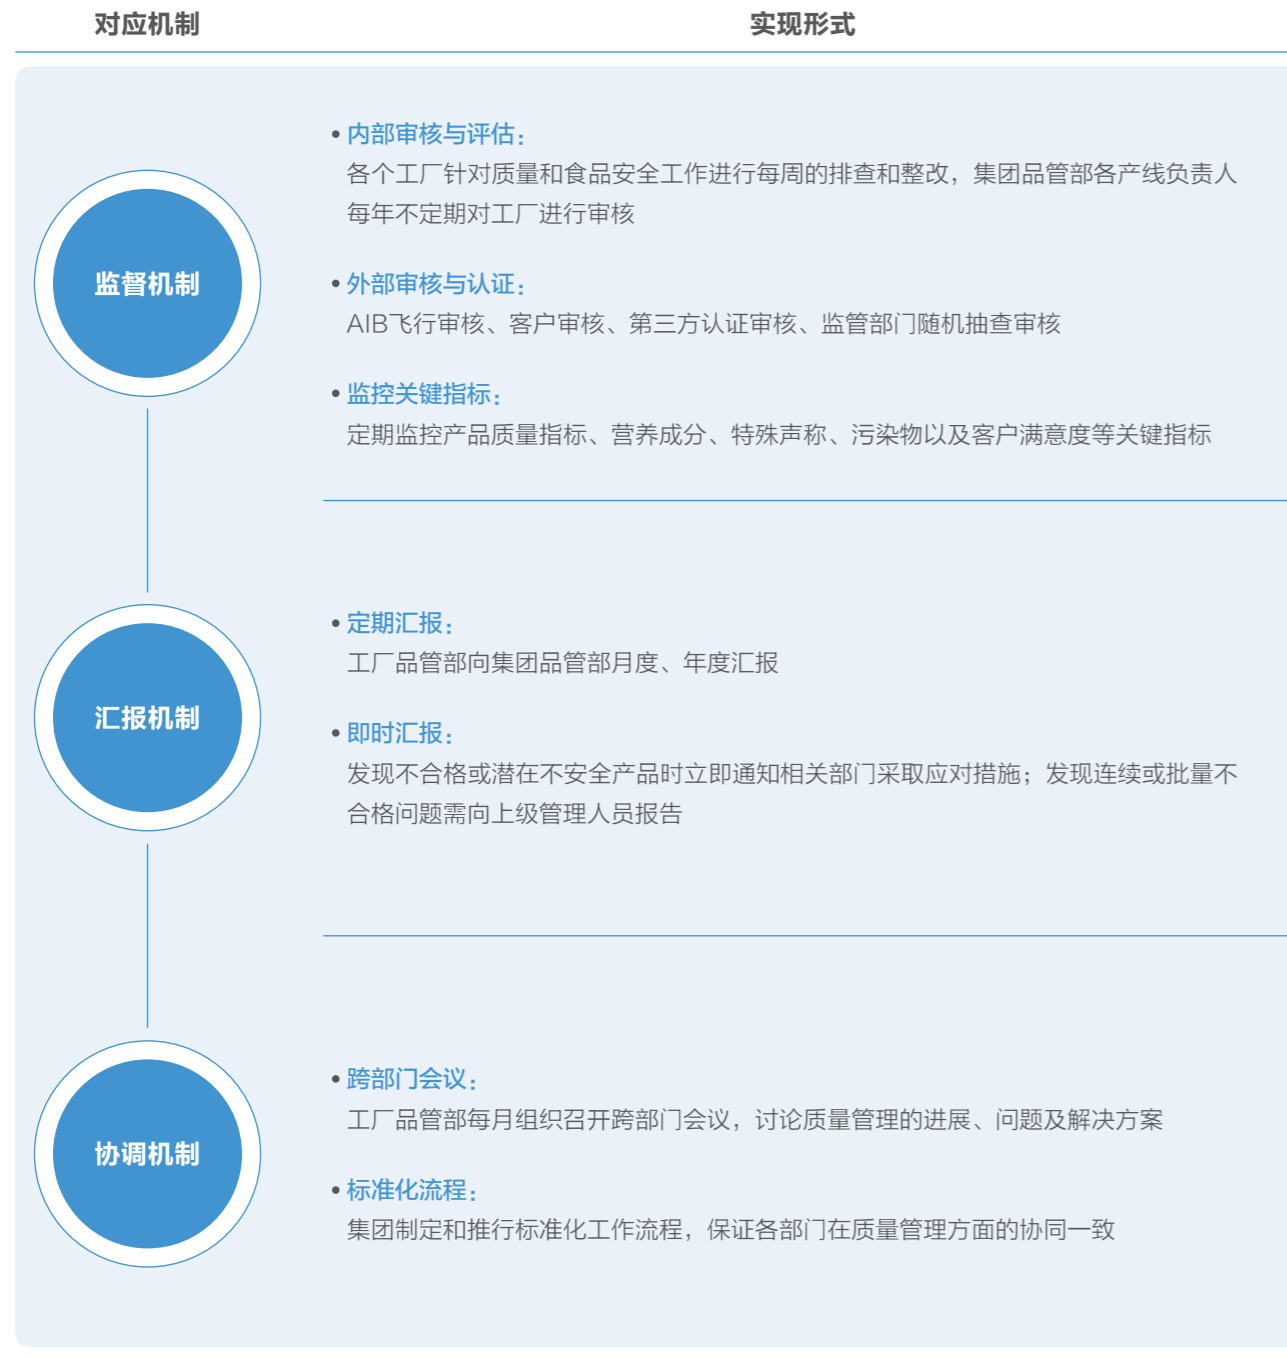 对应机制 实现形式
监督机制
• 内部审核与评估：
各个工厂针对质量和食品安全工作进行每周的排查和整改，集团品管部各产线负责人
每年不定期对工厂进行审核
• 外部审核与认证：
AIB飞行审核、客户审核、第三方认证审核、监管部门随机抽查审核
• 监控关键指标：
定期监控产品质量指标、营养成分、特殊声称、污染物以及客户满意度等关键指标
汇报机制
• 定期汇报：
工厂品管部向集团品管部月度、年度汇报
• 即时汇报：
发现不合格或潜在不安全产品时立即通知相关部门采取应对措施；发现连续或批量不
合格问题需向上级管理人员报告
协调机制
• 跨部门会议：
工厂品管部每月组织召开跨部门会议，讨论质量管理的进展、问题及解决方案
• 标准化流程：
集团制定和推行标准化工作流程，保证各部门在质量管理方面的协同一致